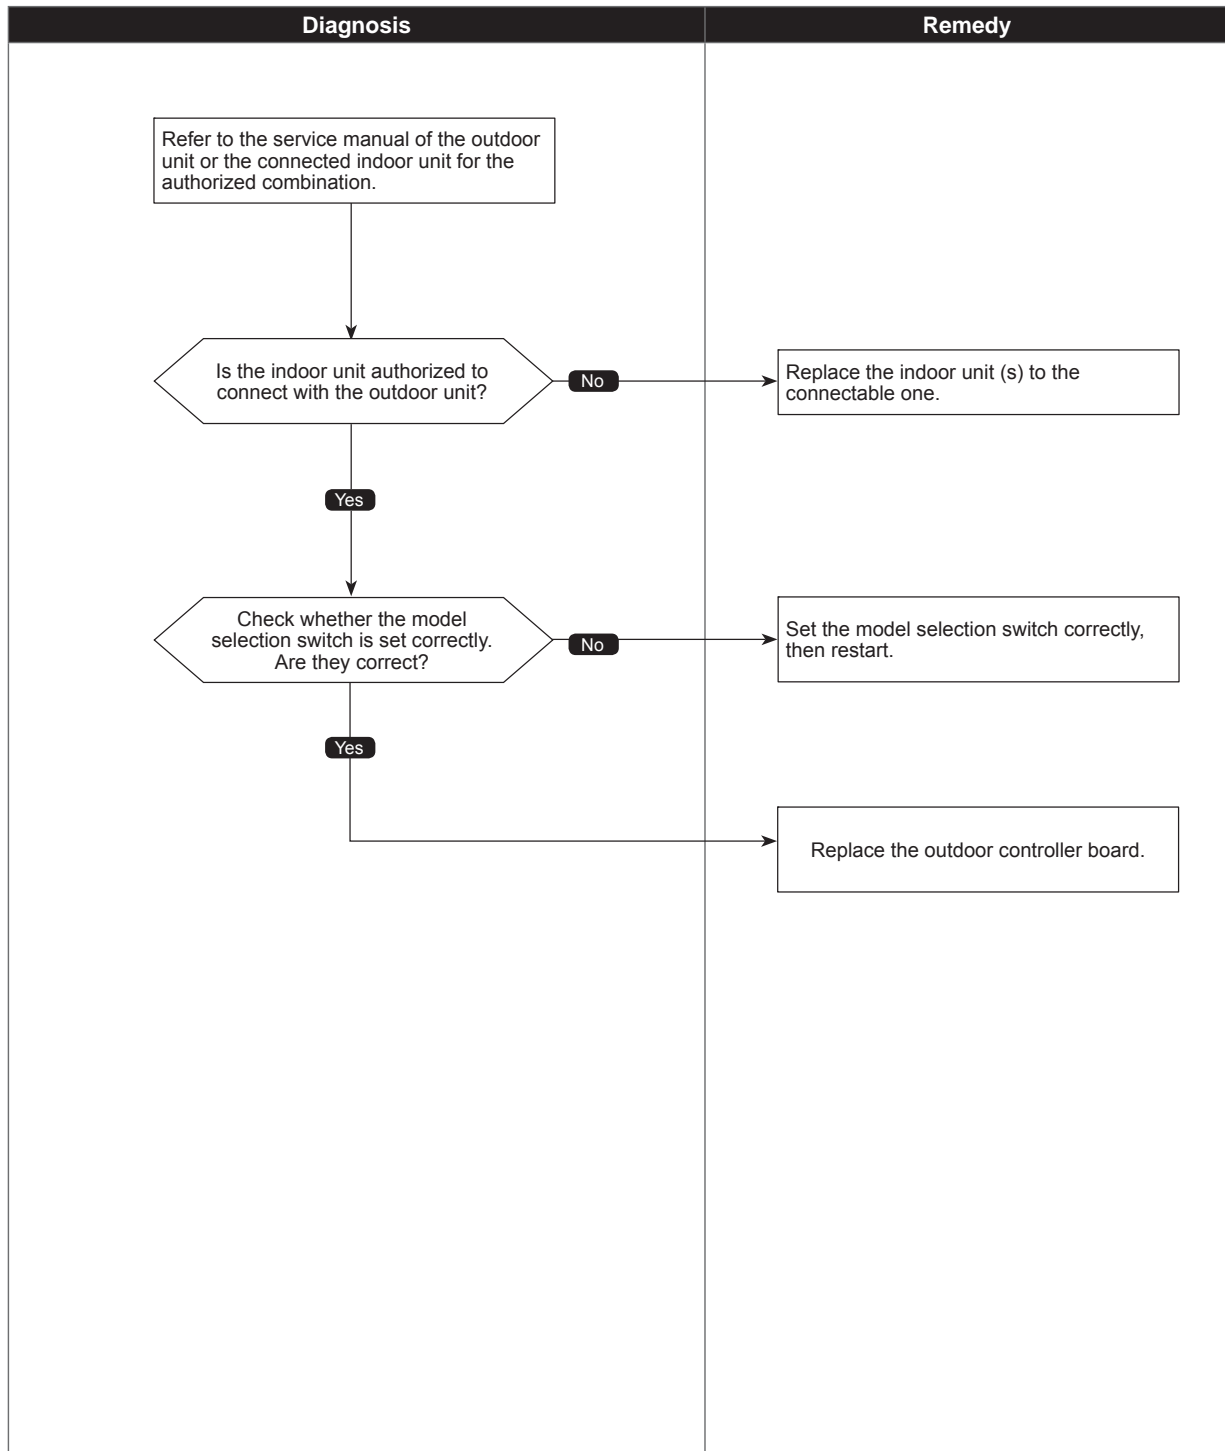 Diagnosis
Remedy
Refer to the service manual of the outdoor
unit or the connected indoor unit for the
authorized combination.
Is the indoor unit authorized to
connect with the outdoor unit?
No
Replace the indoor unit (s) to the
connectable one.
Yes
Check whether the model
selection switch is set correctly.
Are they correct?
No
Set the model selection switch correctly,
then restart.
Yes
Replace the outdoor controller board.